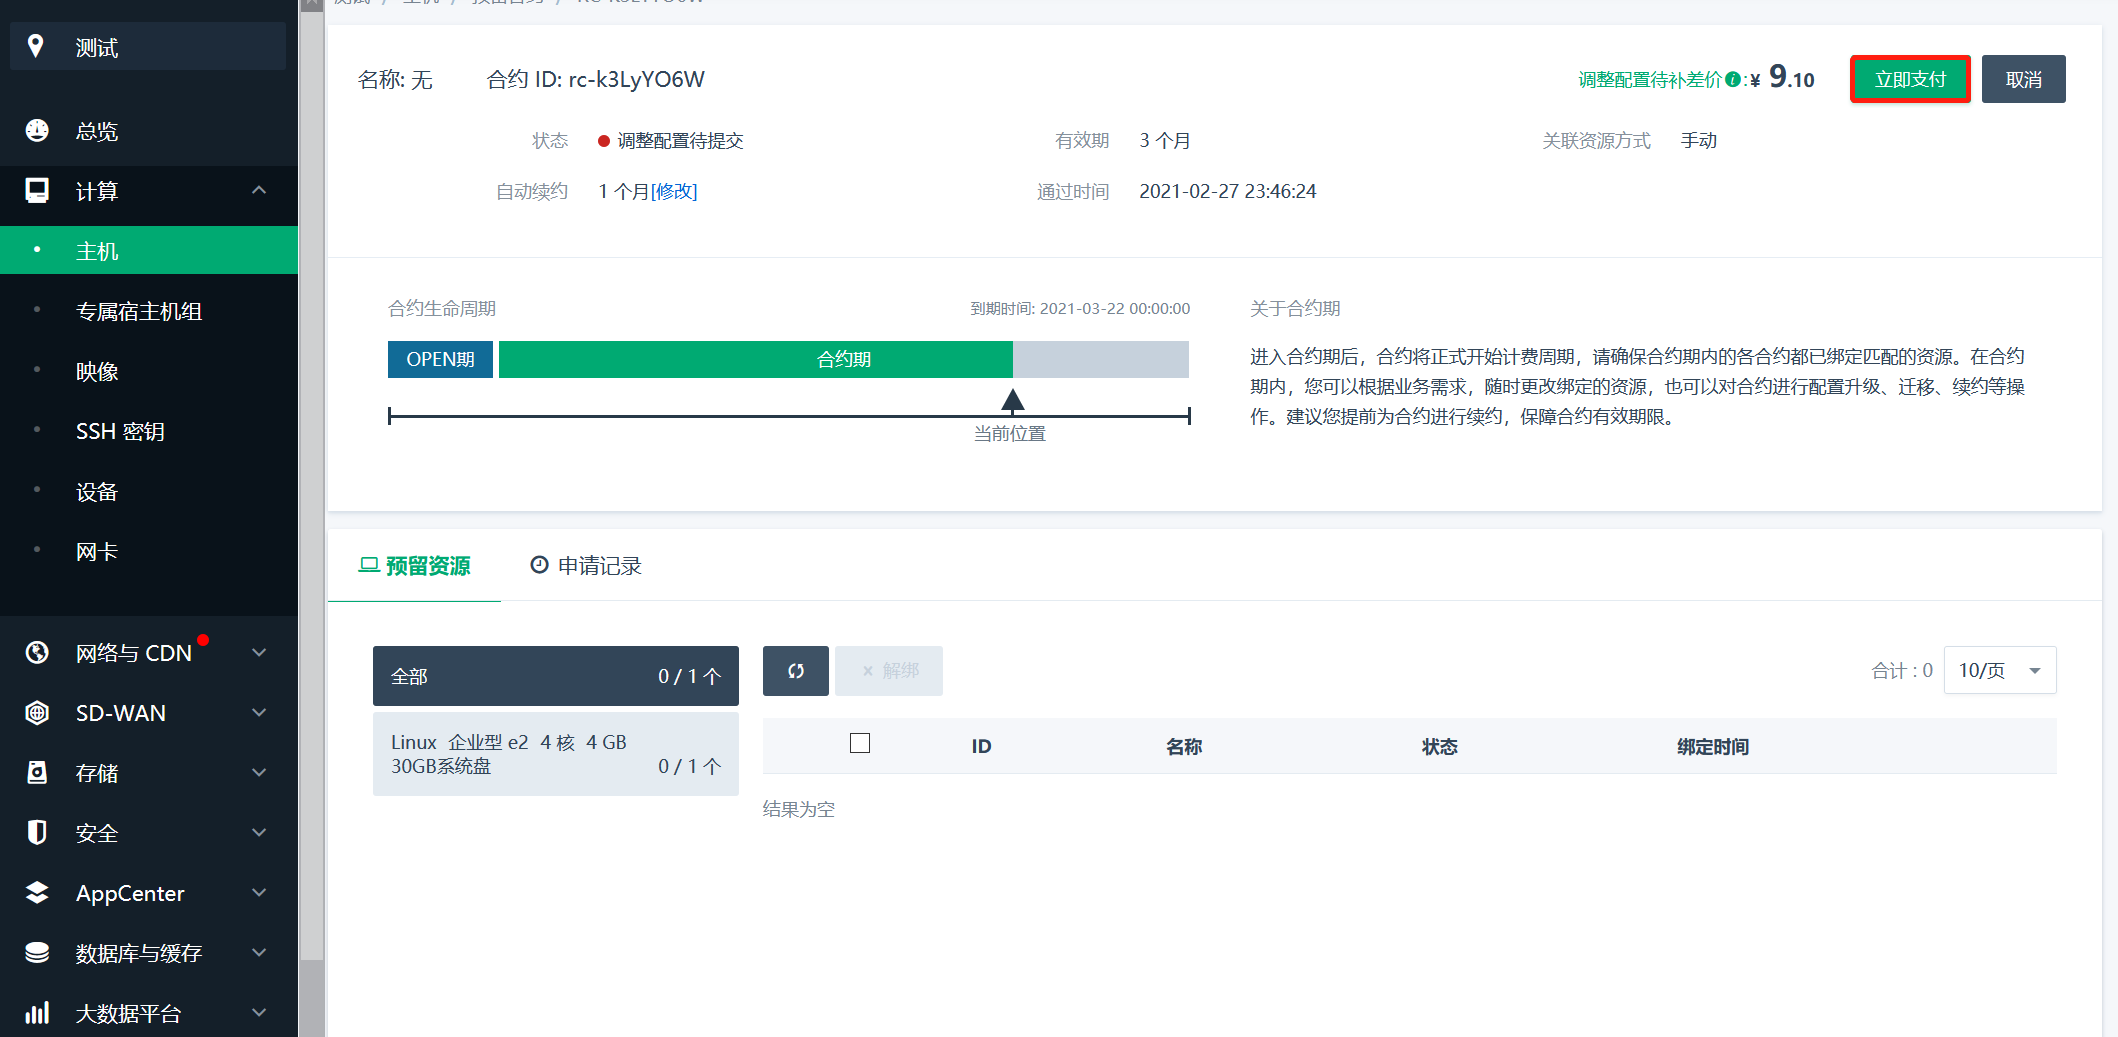 测试
总览
计算
主机
专属宿主机组
映像
SSH 密钥
设备
网卡
网络与 CDN
SD-WAN
存储
安全
AppCenter
数据库与缓存
大数据平台
名称: 无 合约 ID: rc-k3LyYO6W
调整配置待补差价 : ¥ 9.10 立即支付 取消
状态 调整配置待提交 有效期 3 个月 关联资源方式 手动
自动续约 1 个月[修改] 通过时间 2021-02-27 23:46:24
合约生命周期 到期时间: 2021-03-22 00:00:00
OPEN期 合约期
当前位置
关于合约期
进入合约期后，合约将正式开始计费周期，请确保合约期内的各合约都已绑定匹配的资源。在合约
期内，您可以根据业务需求，随时更改绑定的资源，也可以对合约进行配置升级、迁移、续约等操
作。建议您提前为合约进行续约，保障合约有效期限。
预留资源 申请记录
全部 0 / 1 个
Linux 企业型 e2 4 核 4 GB
30GB系统盘 0 / 1 个
× 解绑 合计 : 0 10/页
ID 名称 状态 绑定时间
结果为空